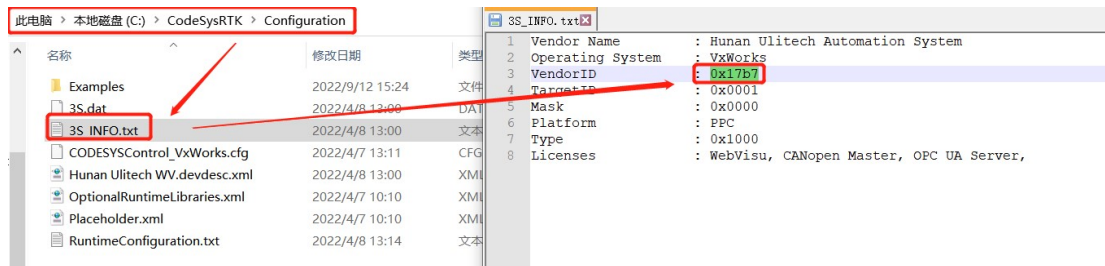 此电脑 > 本地磁盘 (C:) > CodeSysRTK > Configuration
名称 修改日期 类型
Examples 2022/9/12 15:24 文件
3S.dat 2022/4/8 13:00 DAT
3S_INFO.txt 2022/4/8 13:00 文本
CODESYSControl_VxWorks.cfg 2022/4/7 13:11 CFG
Hunan Ulitech WV.devdesc.xml 2022/4/8 13:00 XML
OptionalRuntimeLibraries.xml 2022/4/7 10:10 XML
Placeholder.xml 2022/4/7 10:10 XML
RuntimeConfiguration.txt 2022/4/8 13:14 文本
3S_INFO.txt
1 Vendor Name : Hunan Ulitech Automation System
2 Operating System : VxWorks
3 VendorID : 0x17b7
4 TargetID : 0x0001
5 Mask : 0x0000
6 Platform : PPC
7 Type : 0x1000
8 Licenses : WebVisu, CANopen Master, OPC UA Server,